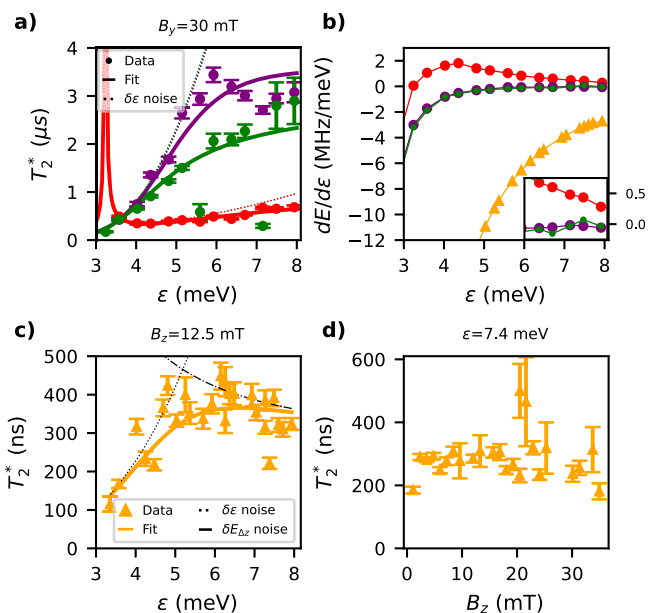 a)
B_y=30 mT
T_2^* (μs)
4
3
2
1
0
Data
Fit
δε noise
3 4 5 6 7 8
ε (meV)
b)
dE/dε (MHz/meV)
2
0
−2
−4
−6
−8
−10
−12
0.5
0.0
3 4 5 6 7 8
ε (meV)
c)
B_z=12.5 mT
T_2^* (ns)
500
400
300
200
100
0
Data
Fit
δε noise
δE_Δz noise
3 4 5 6 7 8
ε (meV)
d)
ε=7.4 meV
T_2^* (ns)
600
400
200
0
0 10 20 30
B_z (mT)